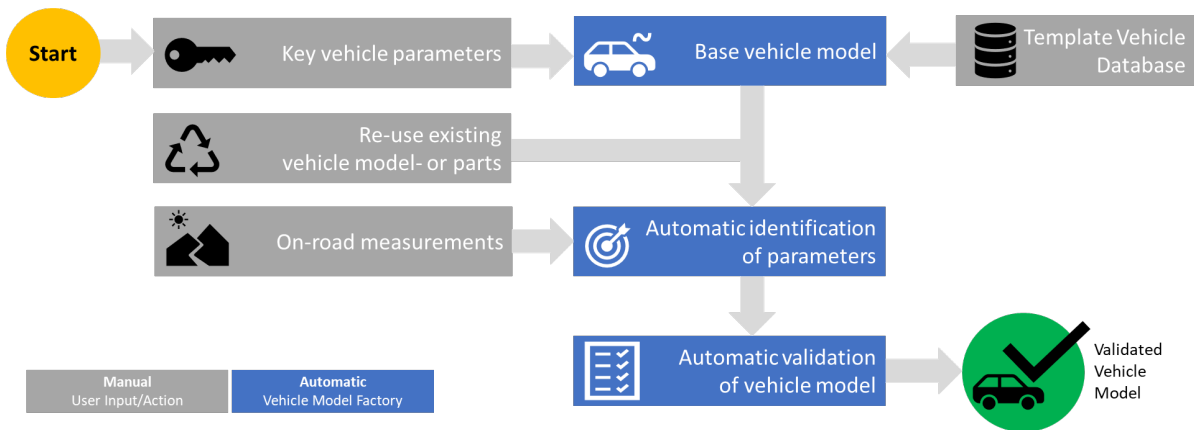 Start
Key vehicle parameters
Base vehicle model
Template Vehicle
Database
Re-use existing
vehicle model- or parts
On-road measurements
Automatic identification
of parameters
Automatic validation
of vehicle model
Validated
Vehicle
Model
Manual
User Input/Action
Automatic
Vehicle Model Factory